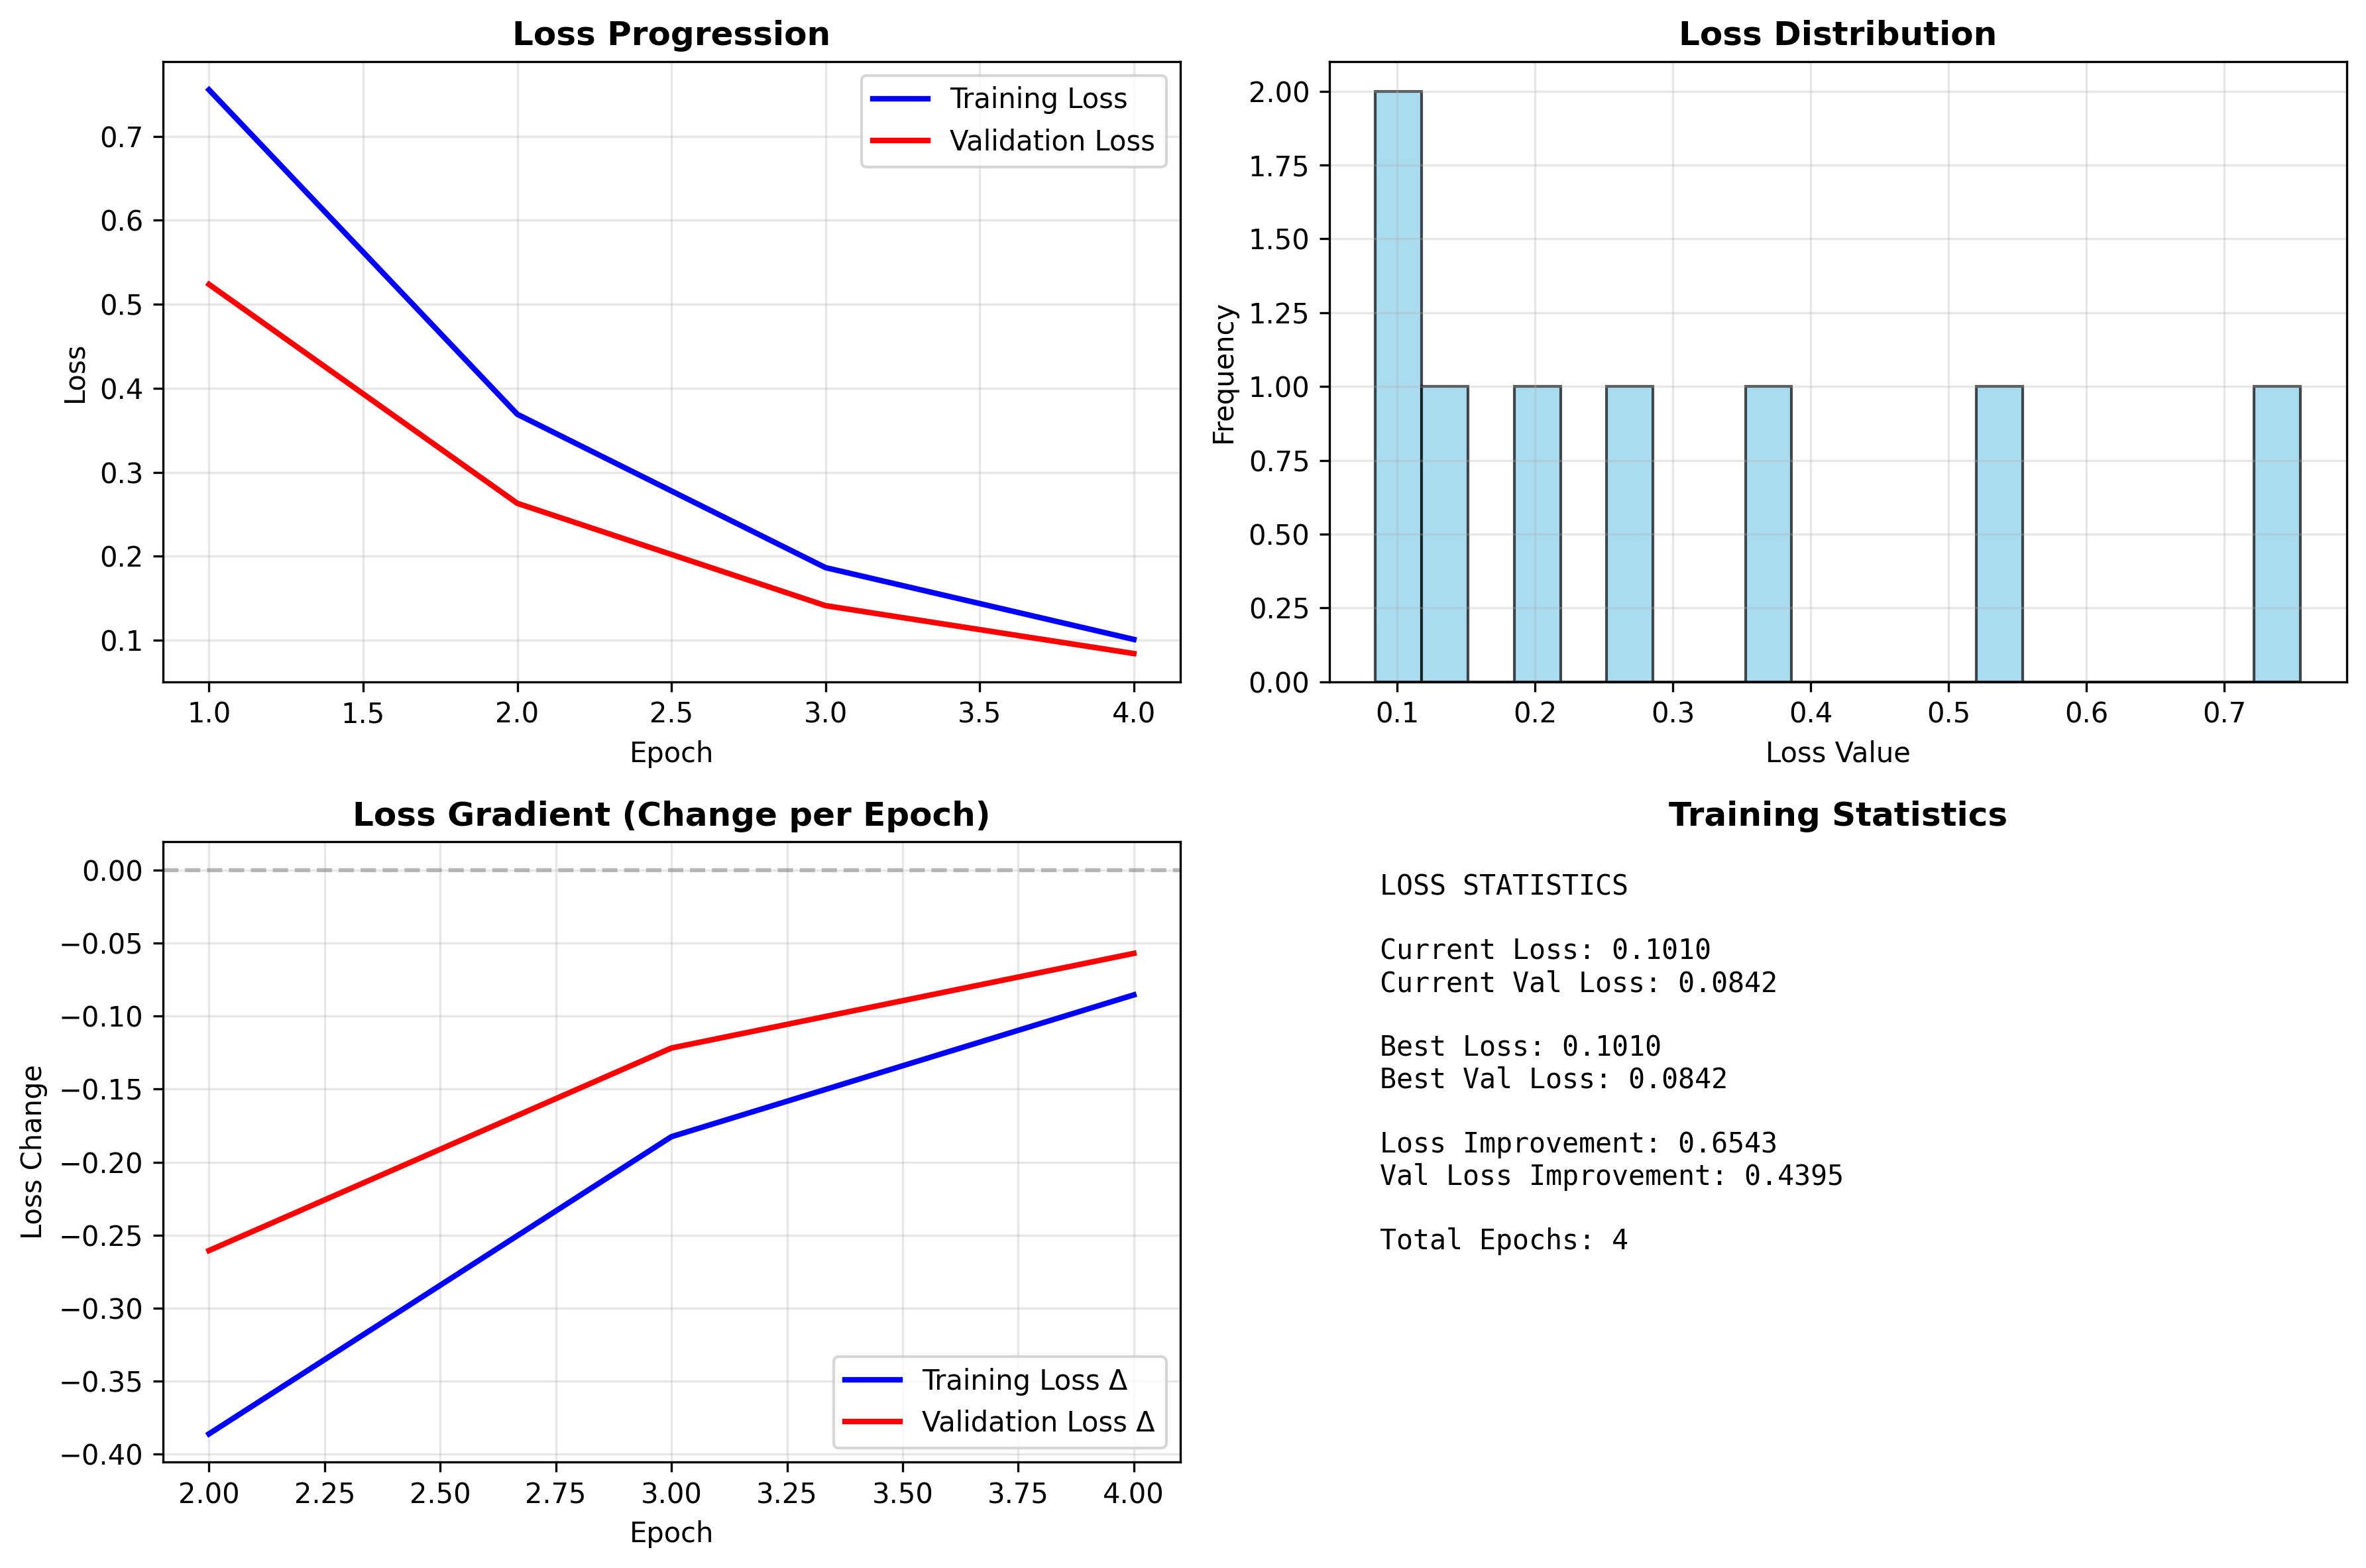 Loss Progression
Training Loss
Validation Loss
Loss
0.7
0.6
0.5
0.4
0.3
0.2
0.1
1.0 1.5 2.0 2.5 3.0 3.5 4.0
Epoch
Loss Distribution
Frequency
2.00
1.75
1.50
1.25
1.00
0.75
0.50
0.25
0.00
0.1 0.2 0.3 0.4 0.5 0.6 0.7
Loss Value
Loss Gradient (Change per Epoch)
Loss Change
0.00
−0.05
−0.10
−0.15
−0.20
−0.25
−0.30
−0.35
−0.40
Training Loss Δ
Validation Loss Δ
2.00 2.25 2.50 2.75 3.00 3.25 3.50 3.75 4.00
Epoch
Training Statistics
LOSS STATISTICS
Current Loss: 0.1010
Current Val Loss: 0.0842
Best Loss: 0.1010
Best Val Loss: 0.0842
Loss Improvement: 0.6543
Val Loss Improvement: 0.4395
Total Epochs: 4